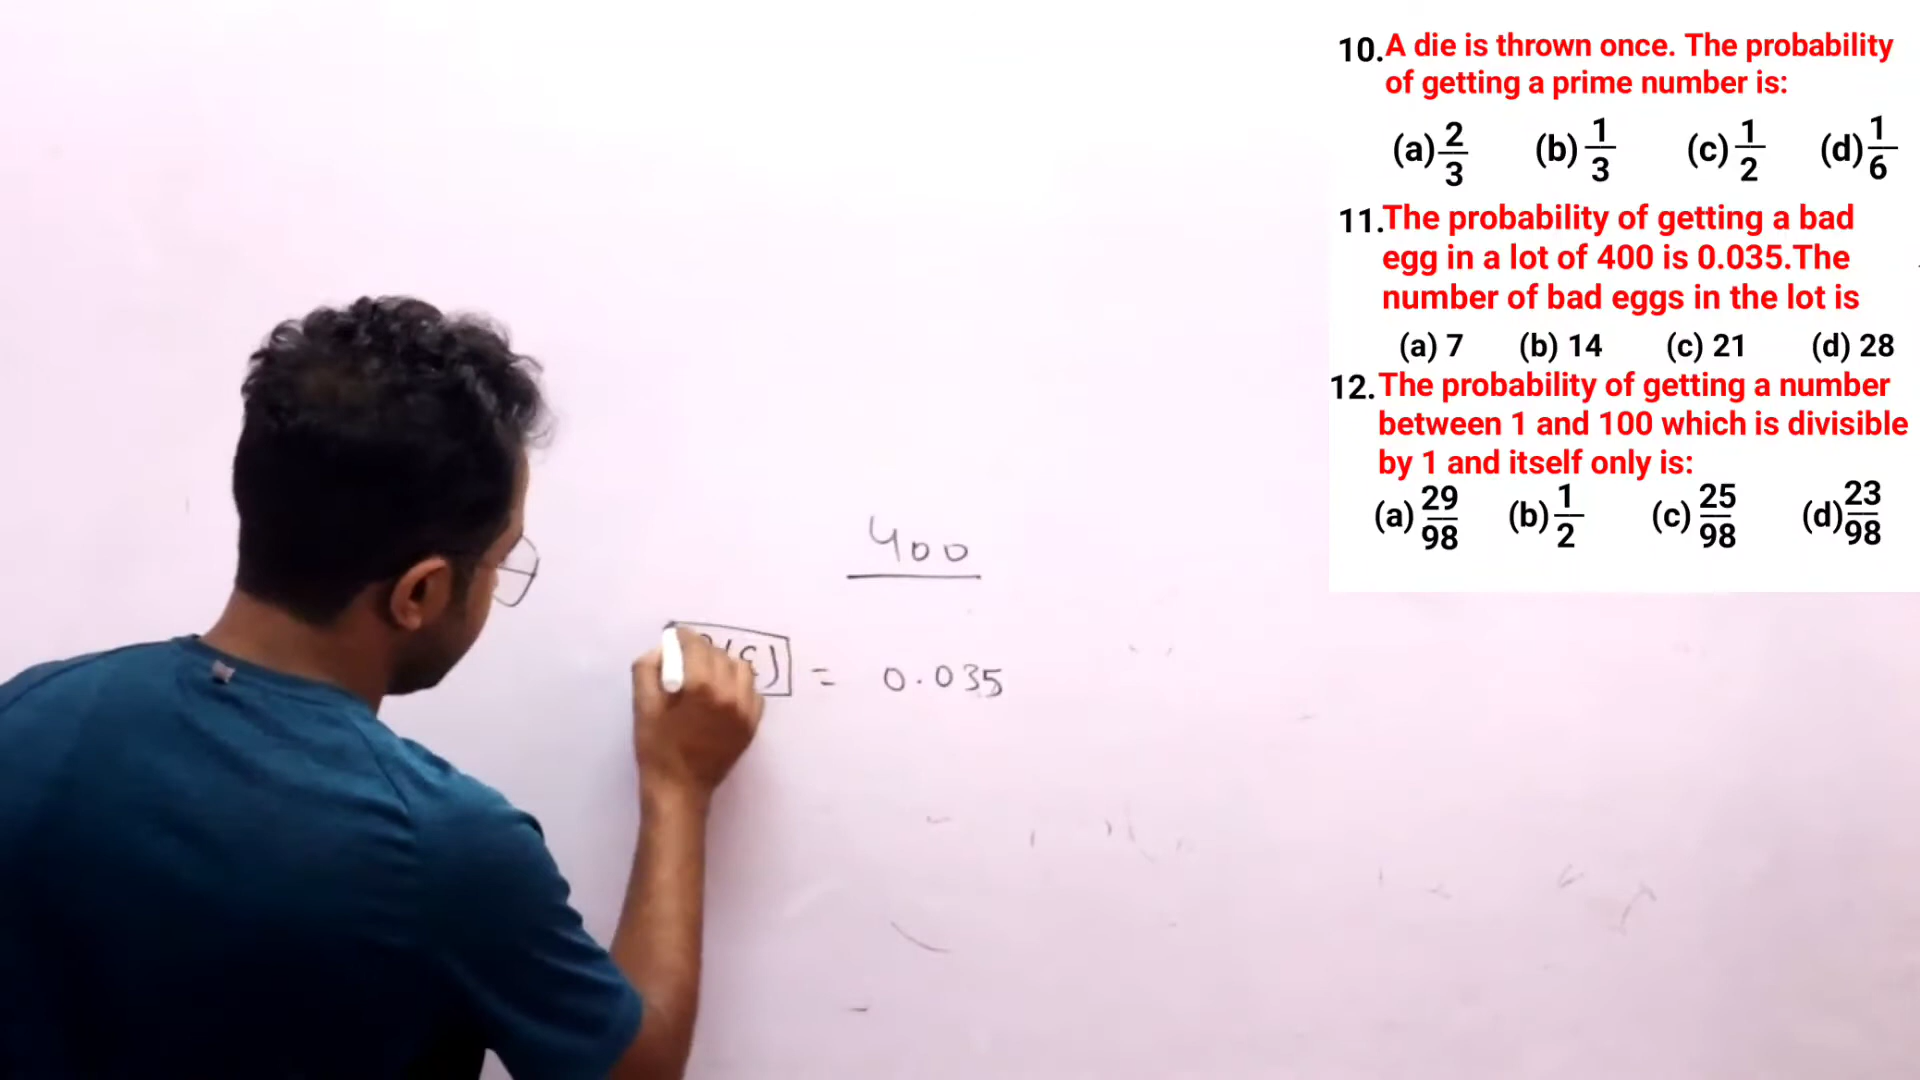 10. A die is thrown once. The probability
of getting a prime number is:
(a) 2/3 (b) 1/3 (c) 1/2 (d) 1/6
11. The probability of getting a bad
egg in a lot of 400 is 0.035.The
number of bad eggs in the lot is
(a) 7 (b) 14 (c) 21 (d) 28
12. The probability of getting a number
between 1 and 100 which is divisible
by 1 and itself only is:
(a) 29/98 (b) 1/2 (c) 25/98 (d) 23/98
400
= 0.035